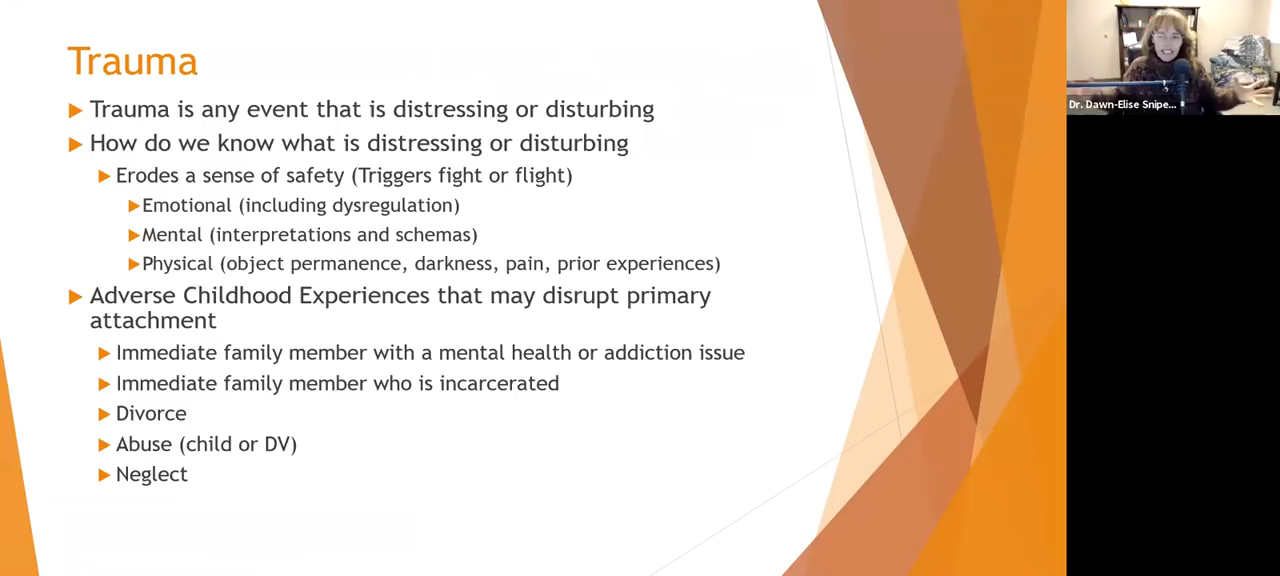 Trauma
Trauma is any event that is distressing or disturbing
How do we know what is distressing or disturbing
Erodes a sense of safety (Triggers fight or flight)
Emotional (including dysregulation)
Mental (interpretations and schemas)
Physical (object permanence, darkness, pain, prior experiences)
Adverse Childhood Experiences that may disrupt primary
attachment
Immediate family member with a mental health or addiction issue
Immediate family member who is incarcerated
Divorce
Abuse (child or DV)
Neglect
Dr. Dawn-Elise Snipe...